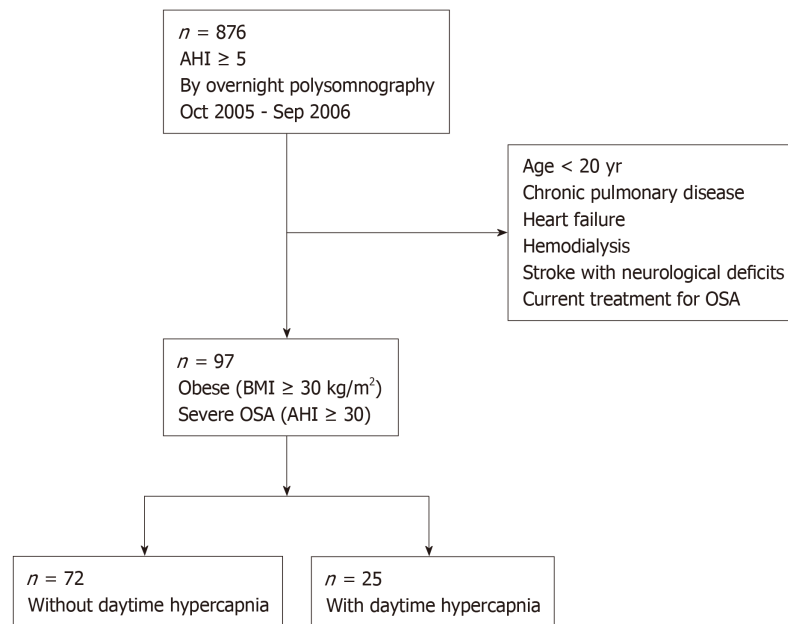 n = 876
AHI ≥ 5
By overnight polysomnography
Oct 2005 - Sep 2006
Age < 20 yr
Chronic pulmonary disease
Heart failure
Hemodialysis
Stroke with neurological deficits
Current treatment for OSA
n = 97
Obese (BMI ≥ 30 kg/m²)
Severe OSA (AHI ≥ 30)
n = 72
Without daytime hypercapnia
n = 25
With daytime hypercapnia